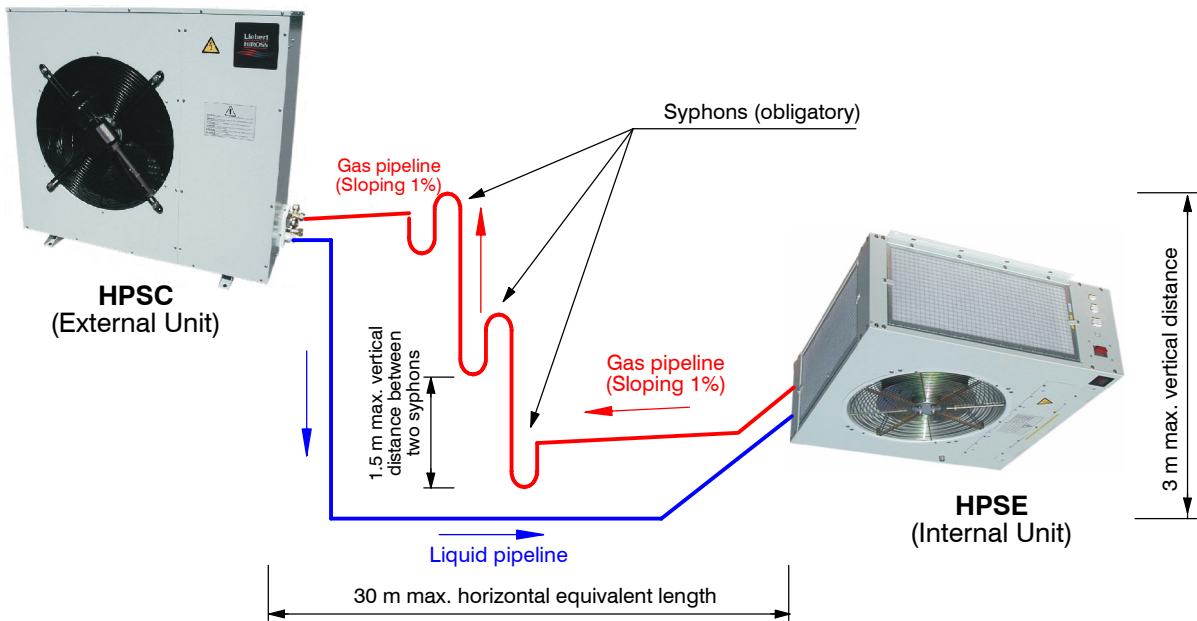 Liebert
HIROSS
Syphons (obligatory)
Gas pipeline
(Sloping 1%)
HPSC
(External Unit)
1.5 m max. vertical
distance between
two syphons
Gas pipeline
(Sloping 1%)
3 m max. vertical distance
HPSE
(Internal Unit)
Liquid pipeline
30 m max. horizontal equivalent length